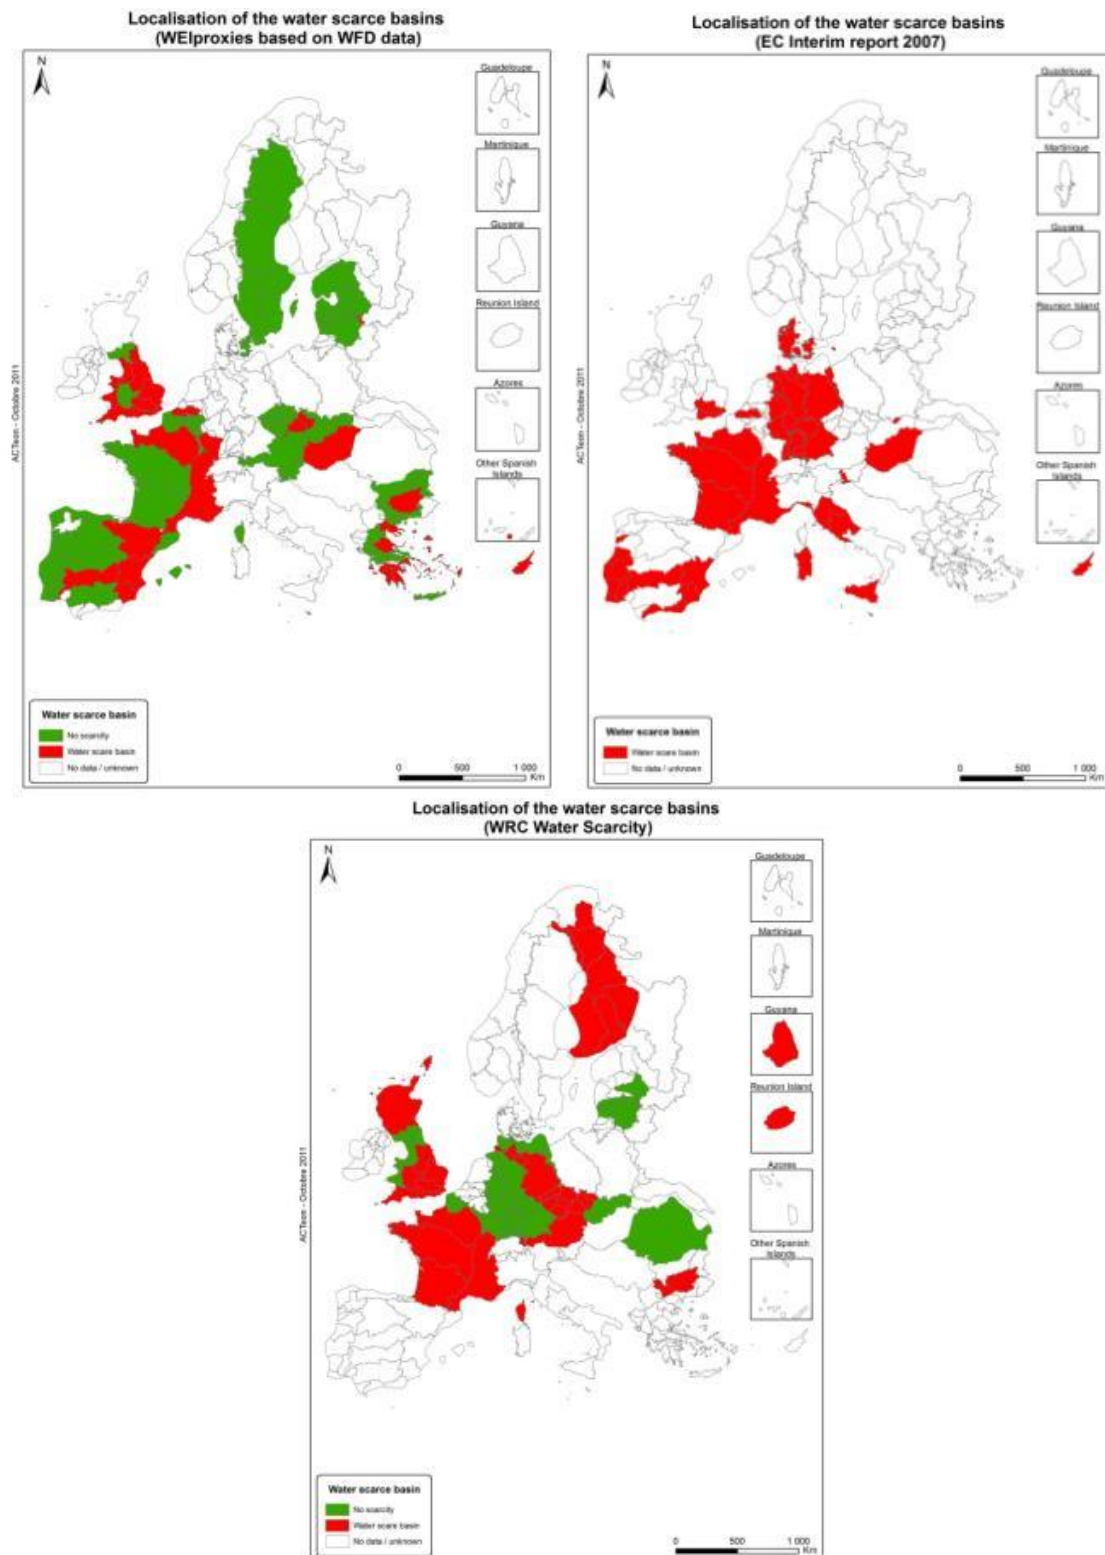 Localisation of the water scarce basins
(WEIproxies based on WFD data)
N
Guadeloupe
Martinique
Guyana
Reunion Island
Azores
Other Spanish
Islands
ACTeon - Octobre 2011
Water scarce basin
No scarcity
Water scare basin
No data / unknown
0 500 1 000
Km
Localisation of the water scarce basins
(EC Interim report 2007)
N
Guadeloupe
Martinique
Guyana
Reunion Island
Azores
Other Spanish
Islands
ACTeon - Octobre 2011
Water scarce basin
Water scare basin
No data / unknown
0 500 1 000
Km
Localisation of the water scarce basins
(WRC Water Scarcity)
N
Guadeloupe
Martinique
Guyana
Reunion Island
Azores
Other Spanish
Islands
ACTeon - Octobre 2011
Water scarce basin
No scarcity
Water scare basin
No data / unknown
0 500 1 000
Km